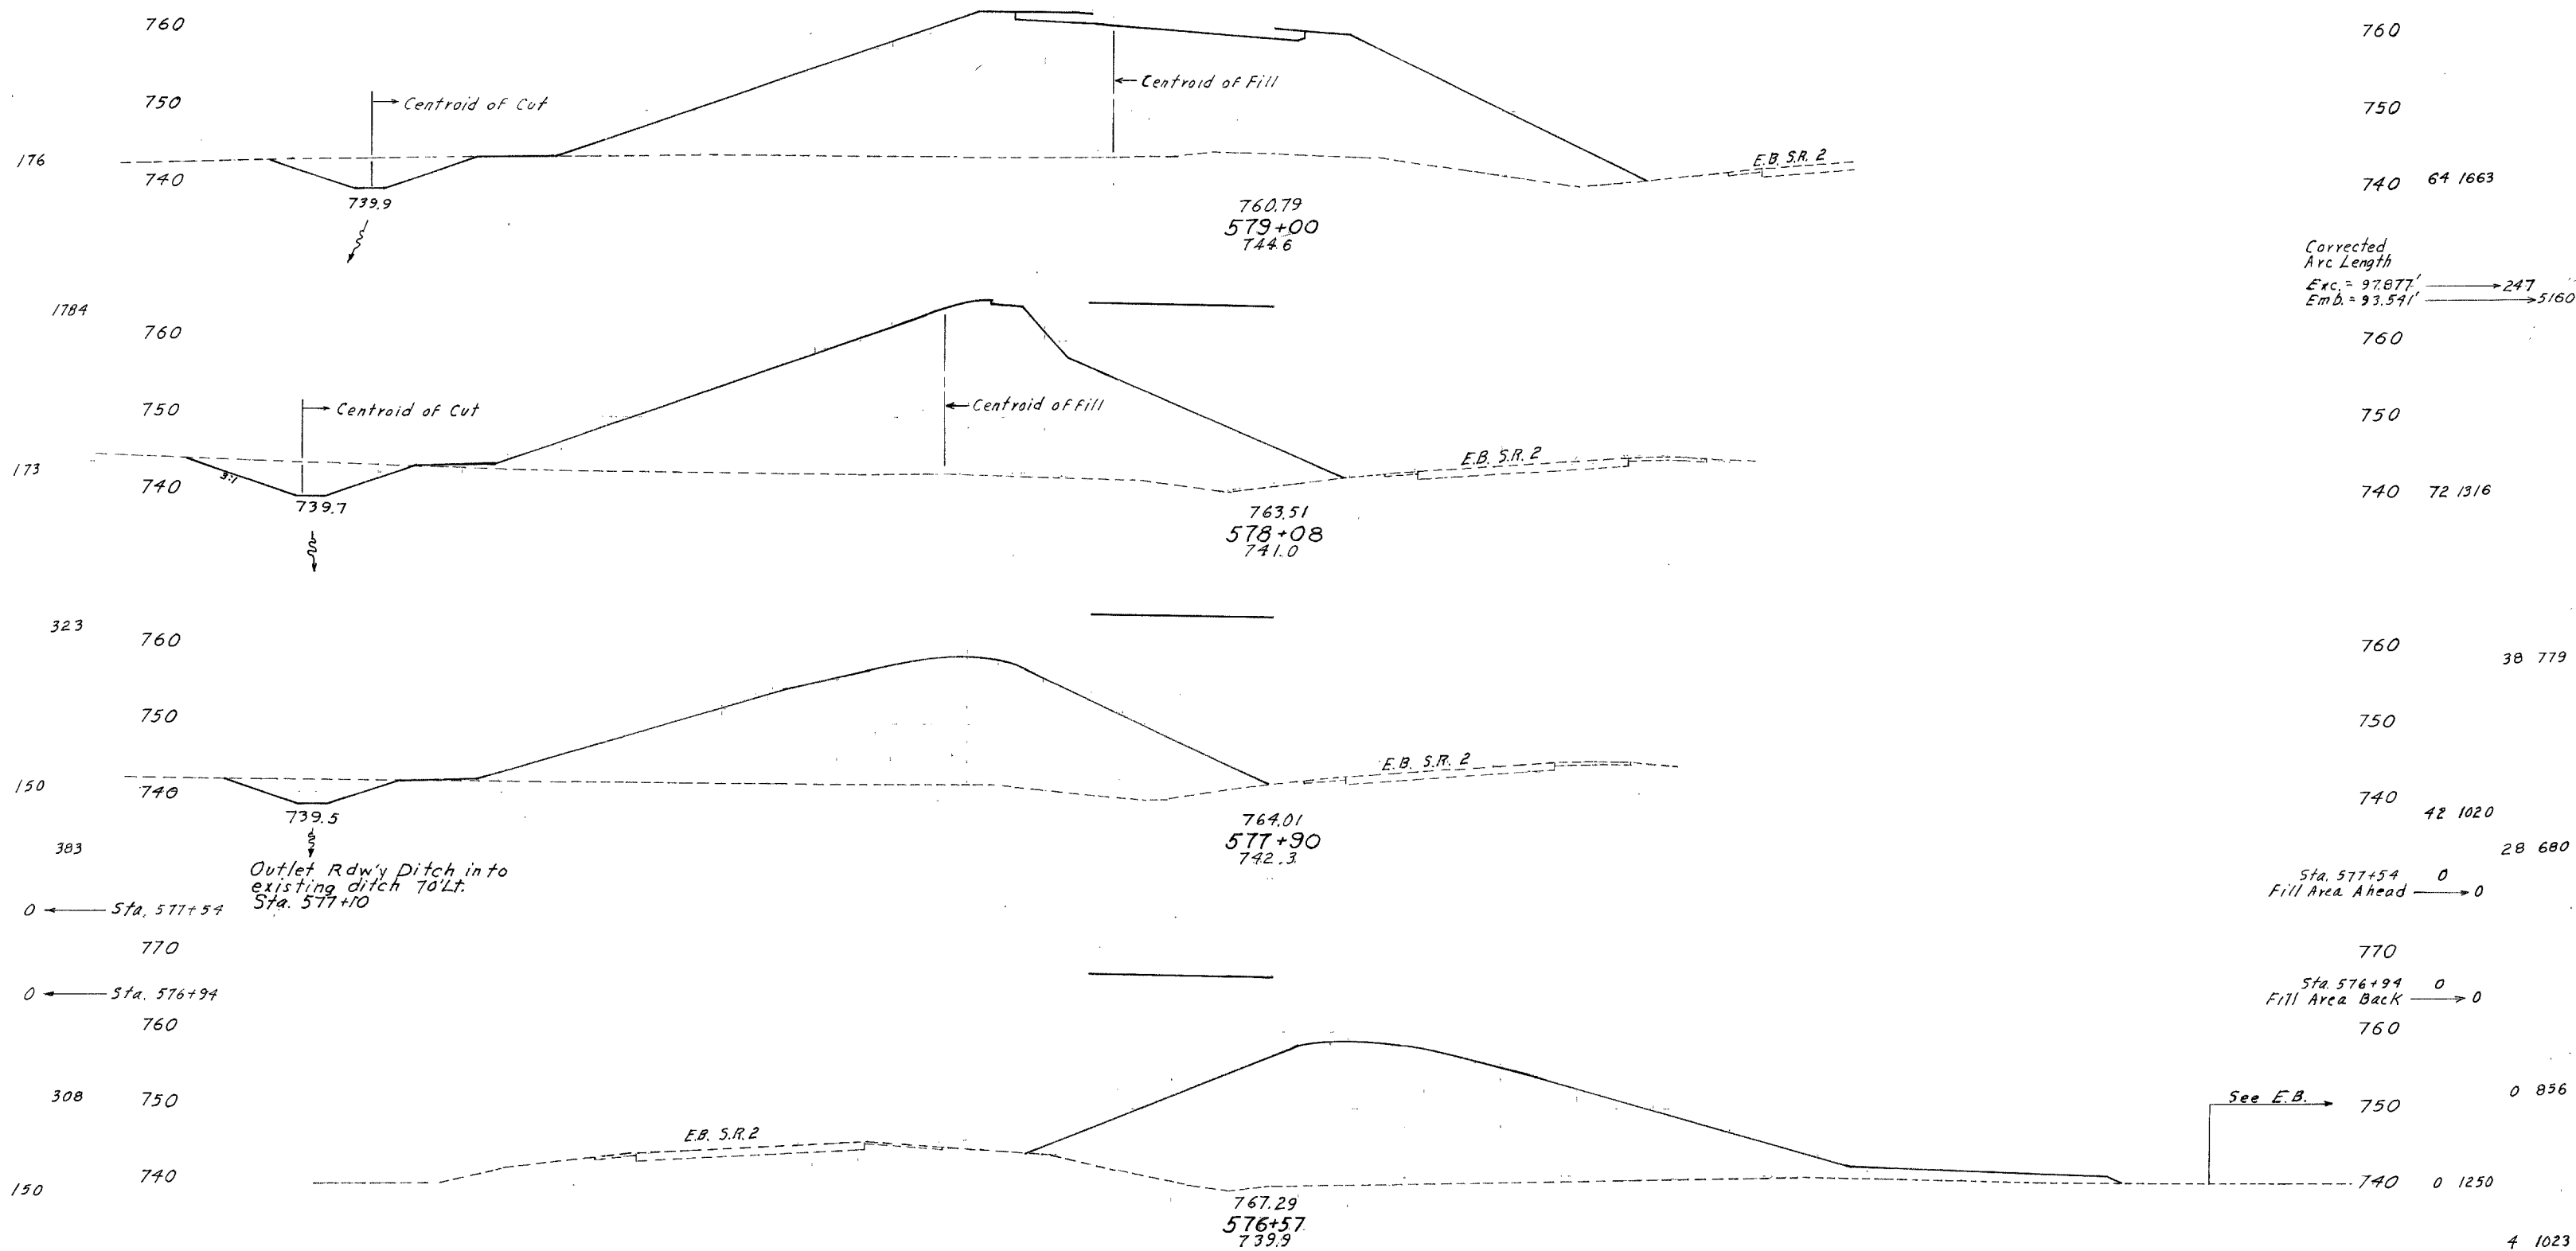 760 760
750 Centroid of Cut Centroid of Fill 750
176 E.B. S.R. 2
740 740 64 1663
739.9 760.79
579+00
744.6
Corrected
Arc Length
Exc. = 97.877' 247
Emb. = 93.541' 5160
1784
760 760
750 Centroid of Cut Centroid of Fill 750
173 E.B. S.R. 2
740 3:1 740 72 1316
739.7 763.51
578+08
741.0
323
760 760
38 779
750 750
150 E.B. S.R. 2
740 740
42 1020
739.5 764.01
577+90
742.3
383 28 680
Outlet Rdw'y Ditch into
existing ditch 70'Lt.
Sta. 577+10
Sta. 577+54 0
Fill Area Ahead 0
0 Sta. 577+54
770 770
0 Sta. 576+94
Sta. 576+94 0
Fill Area Back 0
760 760
308 750 See E.B. 750 0 856
E.B. S.R. 2
150 740 740 0 1250
767.29
576+57
739.9
4 1023